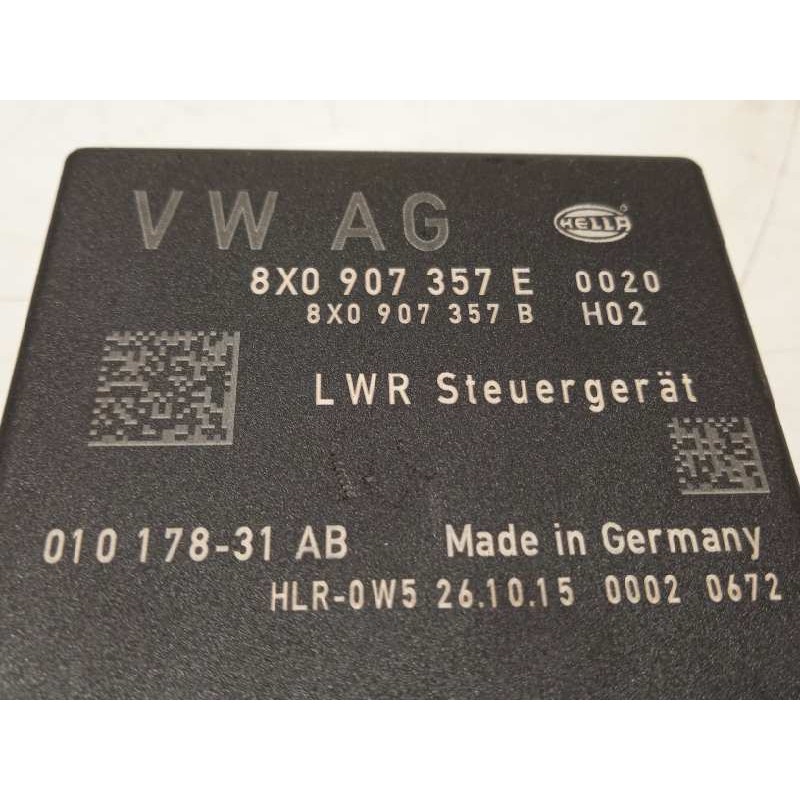 VW AG HELLA
8X0 907 357 E 0020
8X0 907 357 B H02
LWR Steuergerät
010 178-31 AB Made in Germany
HLR-0W5 26.10.15 0002 0672